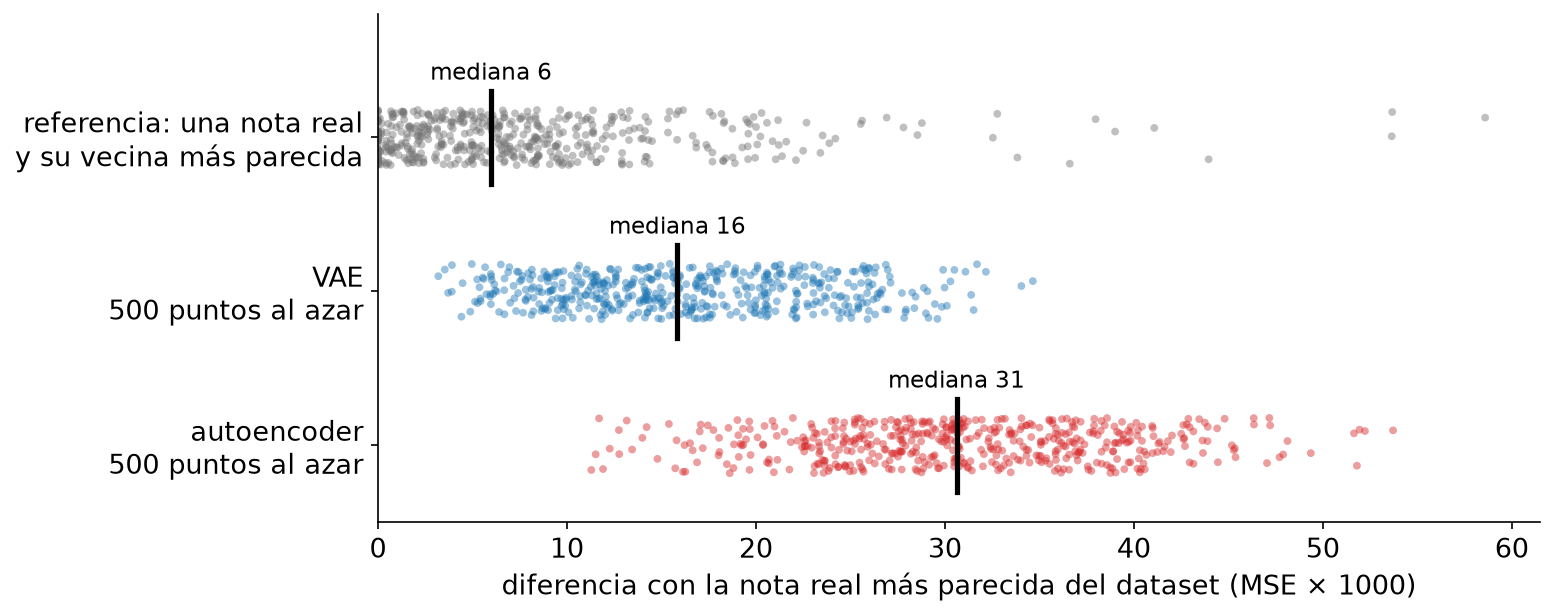 mediana 6
referencia: una nota real
y su vecina más parecida
mediana 16
VAE
500 puntos al azar
mediana 31
autoencoder
500 puntos al azar
0 10 20 30 40 50 60
diferencia con la nota real más parecida del dataset (MSE × 1000)